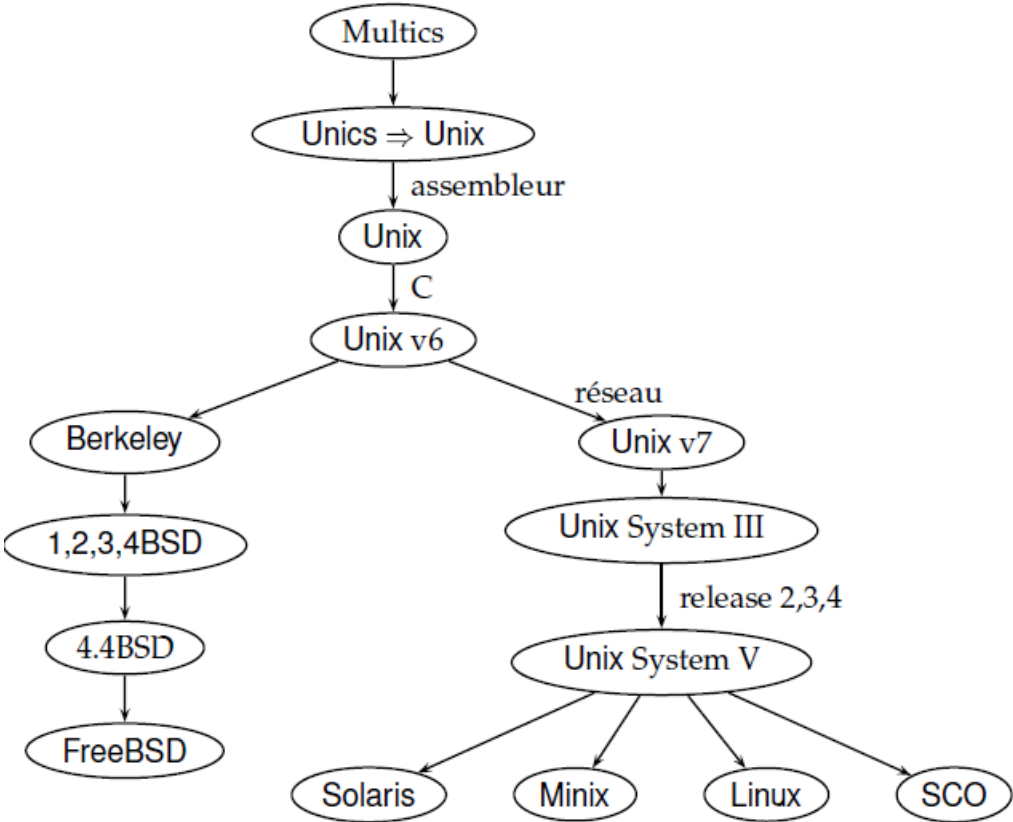 Multics
Unics ⇒ Unix
assembleur
Unix
C
Unix v6
réseau
Berkeley
Unix v7
1,2,3,4BSD
Unix System III
release 2,3,4
4.4BSD
Unix System V
FreeBSD
Solaris
Minix
Linux
SCO